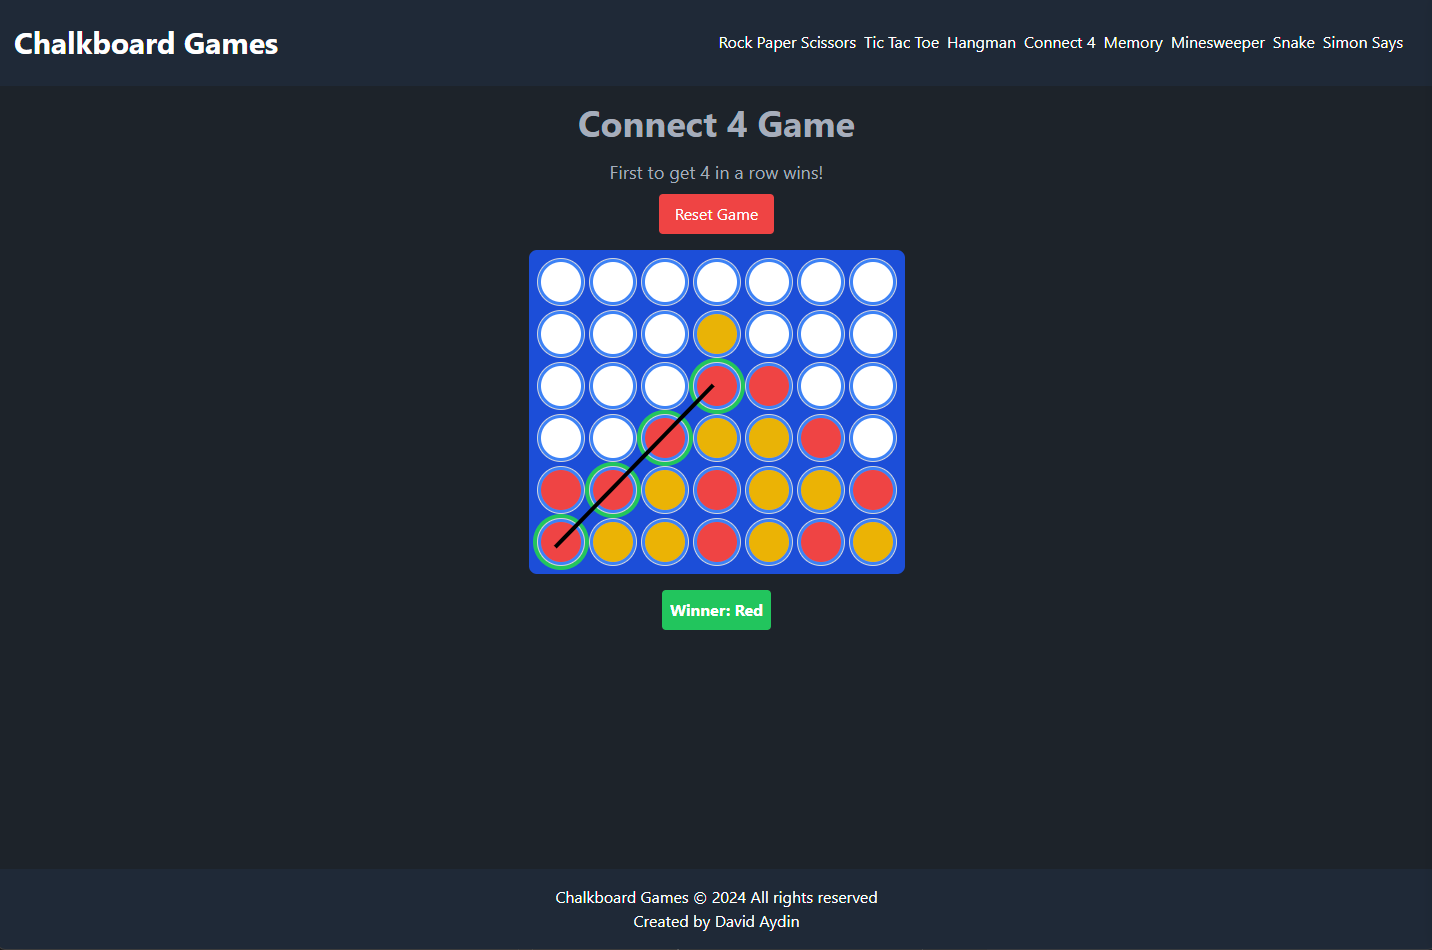 Chalkboard Games
Rock Paper Scissors Tic Tac Toe Hangman Connect 4 Memory Minesweeper Snake Simon Says
Connect 4 Game
First to get 4 in a row wins!
Reset Game
Winner: Red
Chalkboard Games © 2024 All rights reserved
Created by David Aydin